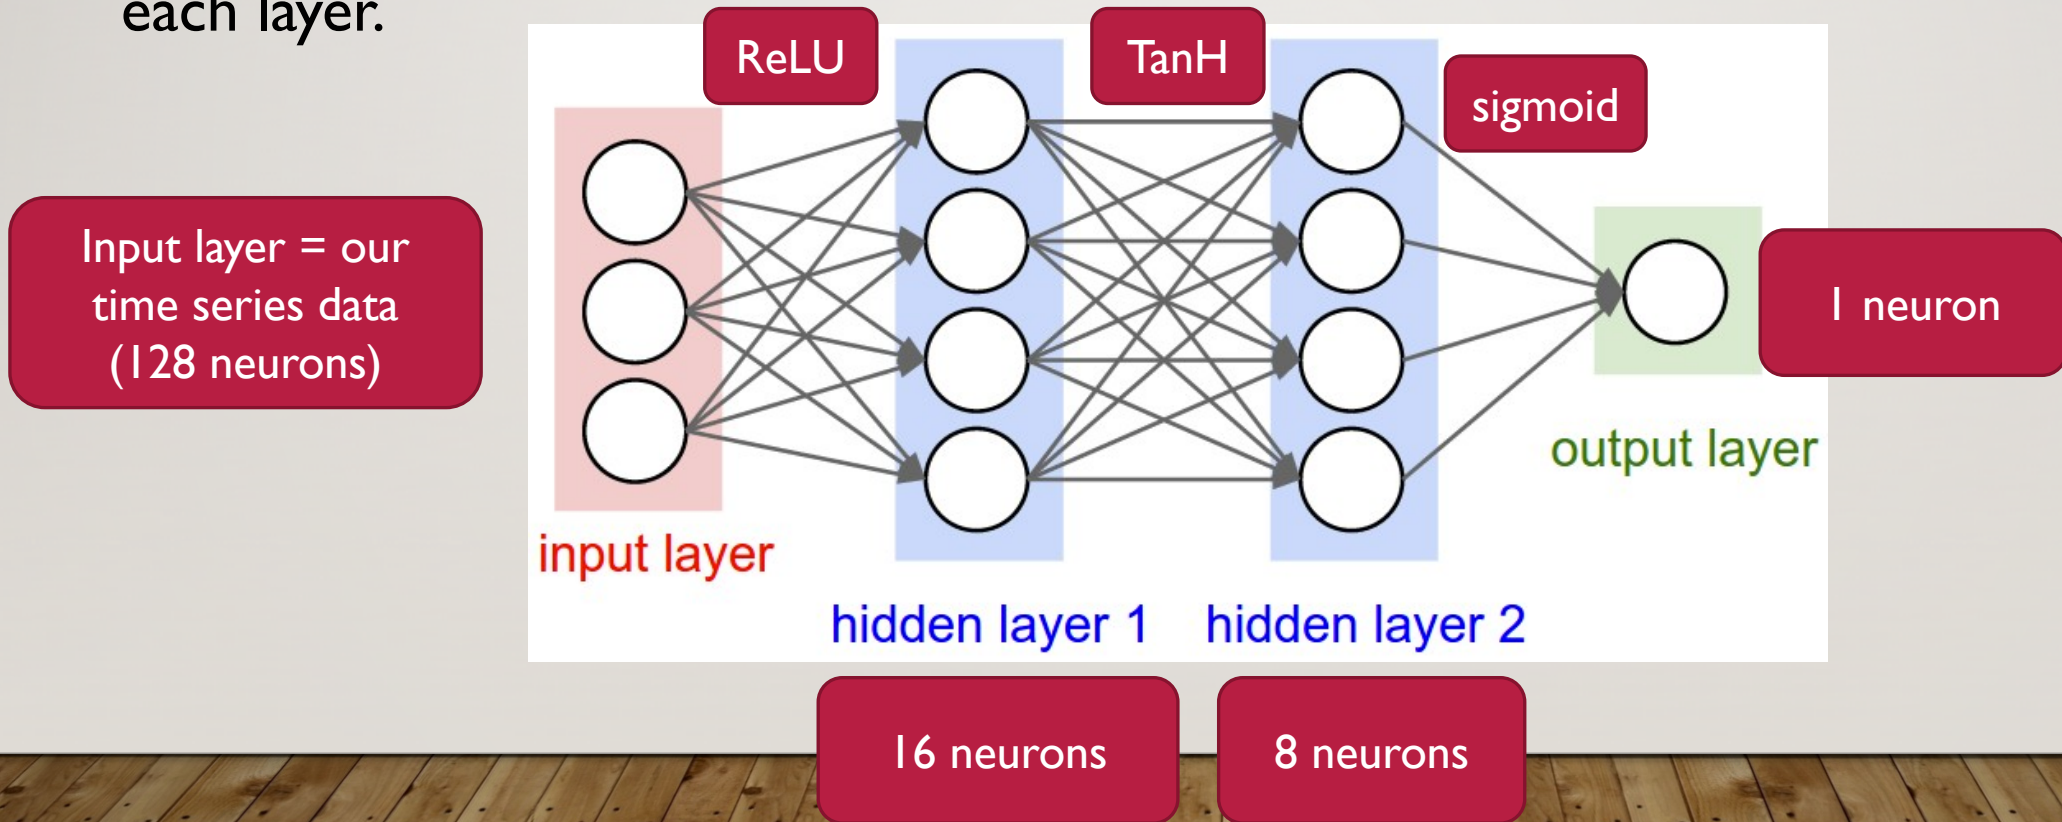 each layer.
ReLU
TanH
sigmoid
Input layer = our
time series data
(128 neurons)
1 neuron
output layer
input layer
hidden layer 1
hidden layer 2
16 neurons
8 neurons